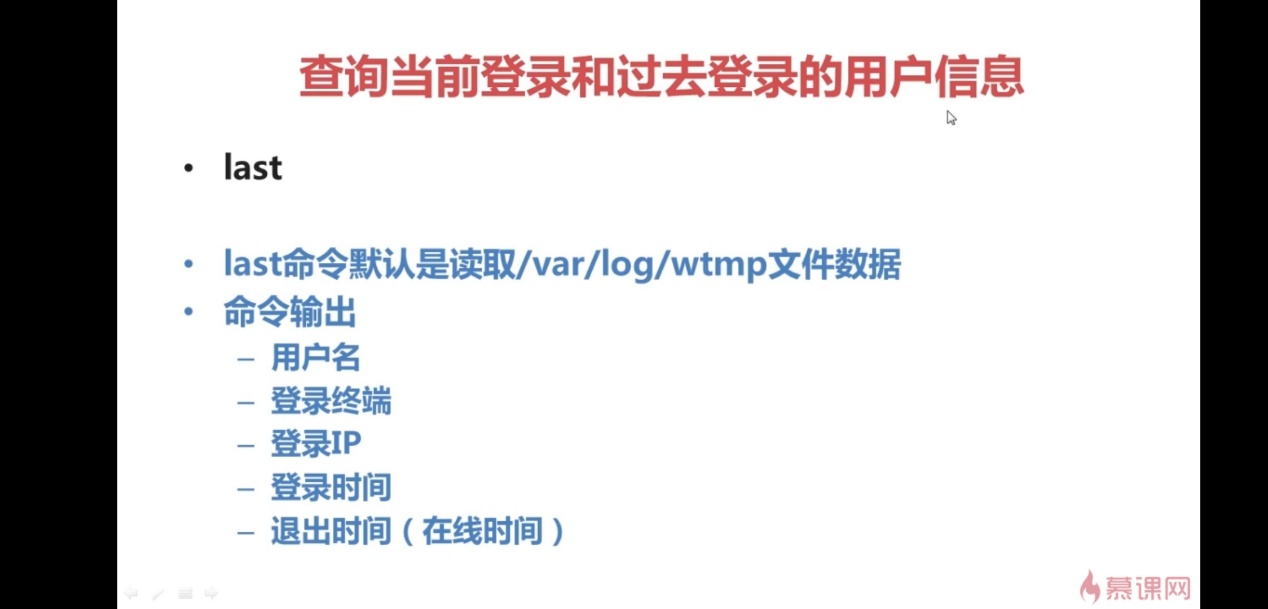 查询当前登录和过去登录的用户信息
• last
• last命令默认是读取/var/log/wtmp文件数据
• 命令输出
– 用户名
– 登录终端
– 登录IP
– 登录时间
– 退出时间（在线时间）
慕课网